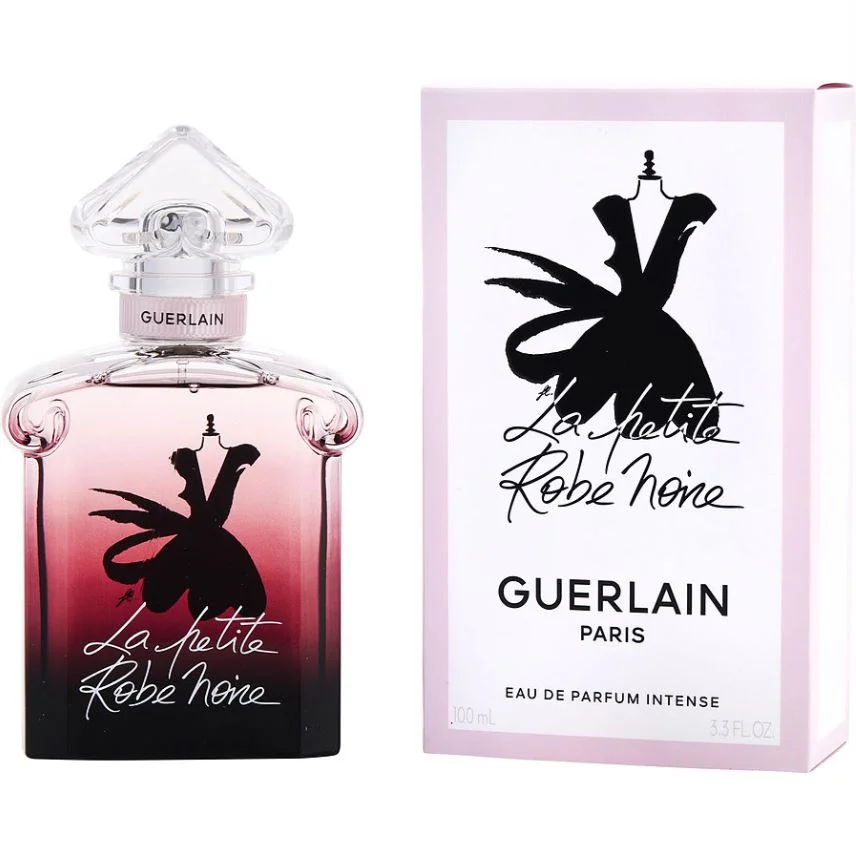 GUERLAIN
La petite
Robe Noire
La petite
Robe Noire
GUERLAIN
PARIS
EAU DE PARFUM INTENSE
100 mL
3.3 FL. OZ.